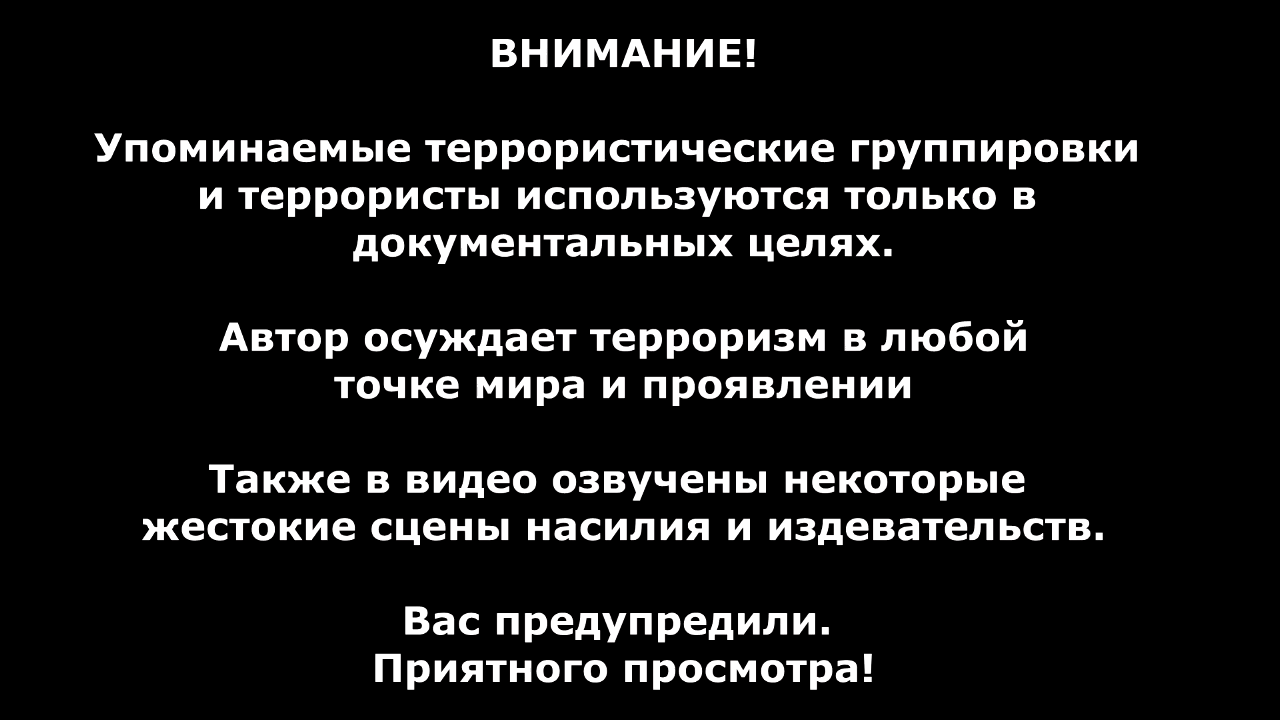 ВНИМАНИЕ!
Упоминаемые террористические группировки
и террористы используются только в
документальных целях.
Автор осуждает терроризм в любой
точке мира и проявлении
Также в видео озвучены некоторые
жестокие сцены насилия и издевательств.
Вас предупредили.
Приятного просмотра!